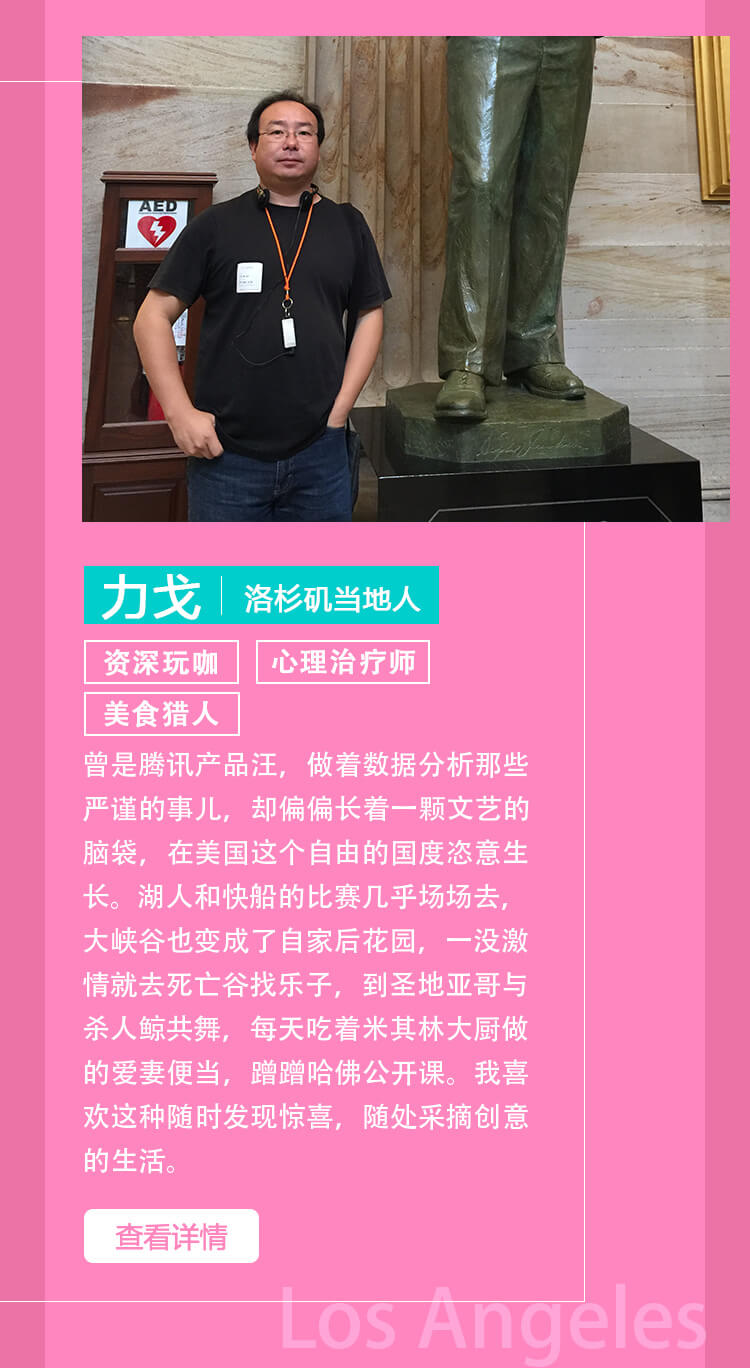 AED
力戈
洛杉矶当地人
资深玩咖
心理治疗师
美食猎人
曾是腾讯产品汪，做着数据分析那些
严谨的事儿，却偏偏长着一颗文艺的
脑袋，在美国这个自由的国度恣意生
长。湖人和快船的比赛几乎场场去，
大峡谷也变成了自家后花园，一没激
情就去死亡谷找乐子，到圣地亚哥与
杀人鲸共舞，每天吃着米其林大厨做
的爱妻便当，蹭蹭哈佛公开课。我喜
欢这种随时发现惊喜，随处采摘创意
的生活。
查看详情
Los Angeles